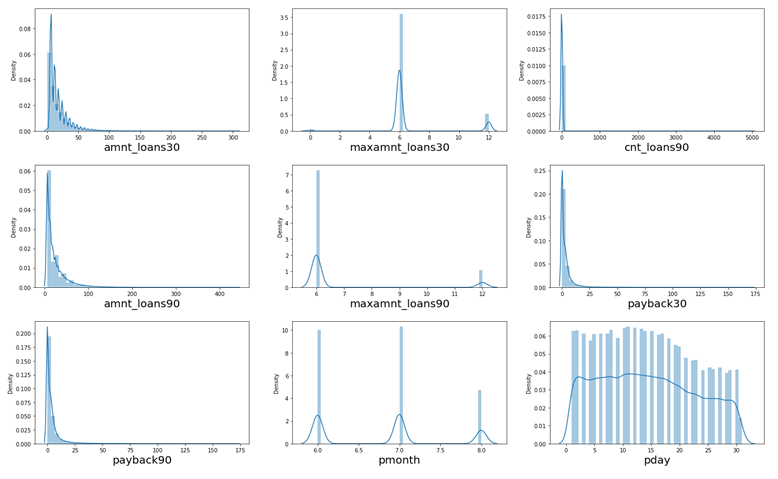 0.08
0.06
0.04
0.02
0.00
Density
0 50 100 150 200 250 300
amnt_loans30
3.5
3.0
2.5
2.0
1.5
1.0
0.5
0.0
Density
0 2 4 6 8 10 12
maxamnt_loans30
0.0175
0.0150
0.0125
0.0100
0.0075
0.0050
0.0025
0.0000
Density
0 1000 2000 3000 4000 5000
cnt_loans90
0.06
0.05
0.04
0.03
0.02
0.01
0.00
Density
0 100 200 300 400
amnt_loans90
7
6
5
4
3
2
1
0
Density
6 7 8 9 10 11 12
maxamnt_loans90
0.25
0.20
0.15
0.10
0.05
0.00
Density
0 25 50 75 100 125 150 175
payback30
0.200
0.175
0.150
0.125
0.100
0.075
0.050
0.025
0.000
Density
0 25 50 75 100 125 150 175
payback90
10
8
6
4
2
0
Density
6.0 6.5 7.0 7.5 8.0
pmonth
0.06
0.05
0.04
0.03
0.02
0.01
0.00
Density
0 5 10 15 20 25 30
pday